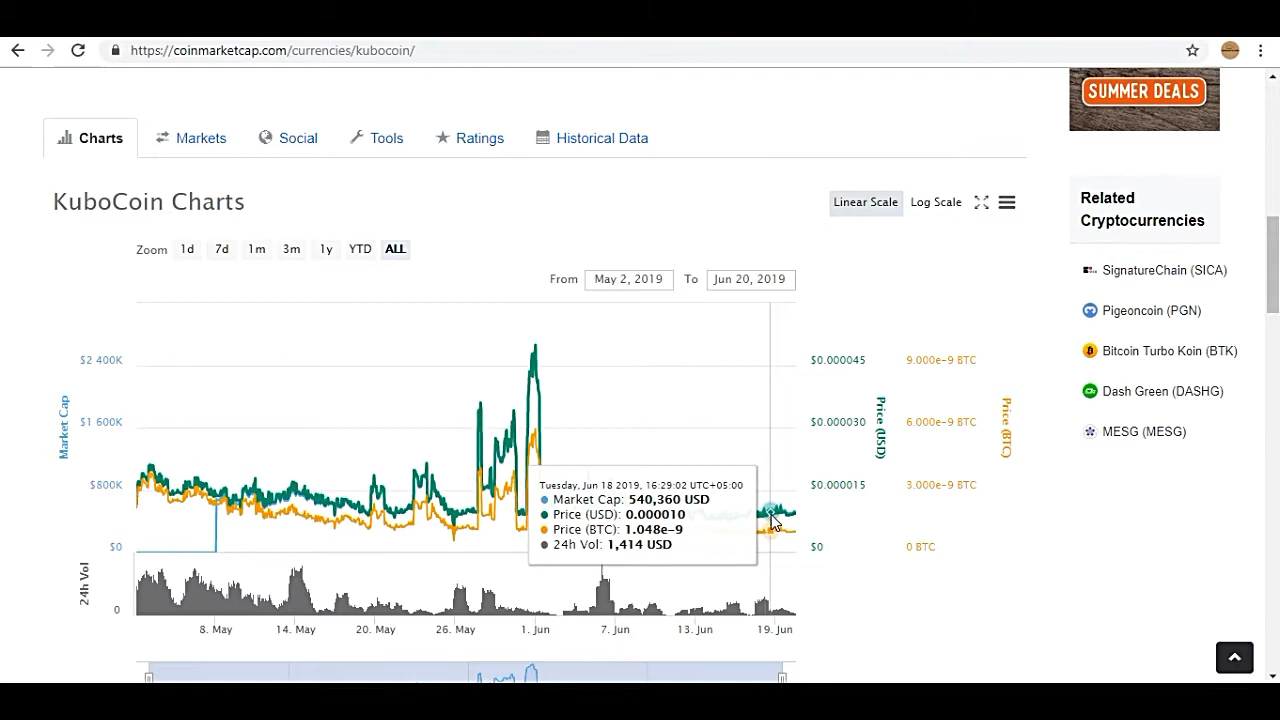 https://coinmarketcap.com/currencies/kubocoin/
SUMMER DEALS
Charts Markets Social Tools Ratings Historical Data
KuboCoin Charts
Linear Scale Log Scale
Zoom 1d 7d 1m 3m 1y YTD ALL
From May 2, 2019 To Jun 20, 2019
$2 400K
$1 600K
$800K
$0
Market Cap
24h Vol
0
Tuesday, Jun 18 2019, 16:29:02 UTC+05:00
Market Cap: 540,360 USD
Price (USD): 0.000010
Price (BTC): 1.048e-9
24h Vol: 1,414 USD
$0.000045
$0.000030
$0.000015
$0
Price (USD)
9.000e-9 BTC
6.000e-9 BTC
3.000e-9 BTC
0 BTC
Price (BTC)
8. May 14. May 20. May 26. May 1. Jun 7. Jun 13. Jun 19. Jun
Related
Cryptocurrencies
SignatureChain (SICA)
Pigeoncoin (PGN)
Bitcoin Turbo Koin (BTK)
Dash Green (DASHG)
MESG (MESG)